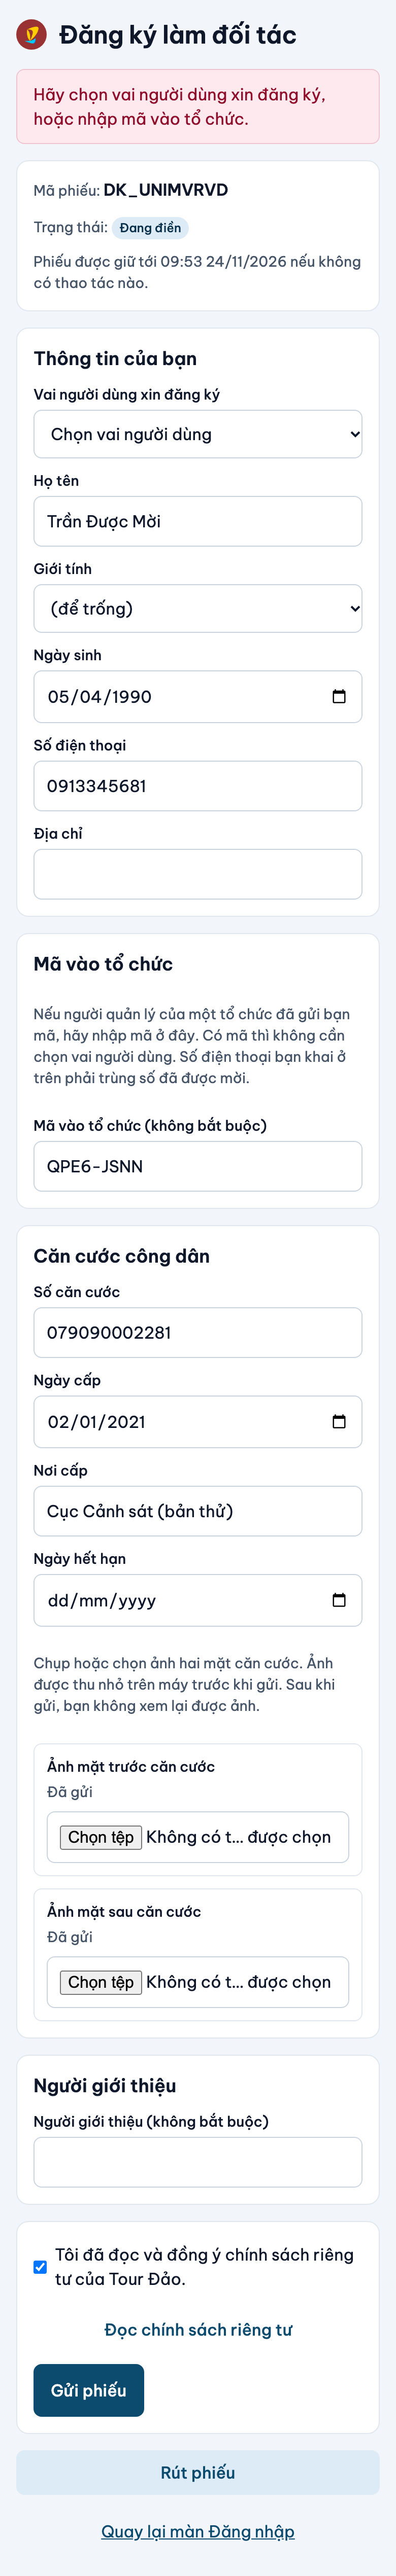 Đăng ký làm đối tác
Hãy chọn vai người dùng xin đăng ký,
hoặc nhập mã vào tổ chức.
Mã phiếu: DK_UNIMVRVD
Trạng thái: Đang điền
Phiếu được giữ tới 09:53 24/11/2026 nếu không
có thao tác nào.
Thông tin của bạn
Vai người dùng xin đăng ký
Chọn vai người dùng
Họ tên
Trần Được Mời
Giới tính
(để trống)
Ngày sinh
05/04/1990
Số điện thoại
0913345681
Địa chỉ
Mã vào tổ chức
Nếu người quản lý của một tổ chức đã gửi bạn
mã, hãy nhập mã ở đây. Có mã thì không cần
chọn vai người dùng. Số điện thoại bạn khai ở
trên phải trùng số đã được mời.
Mã vào tổ chức (không bắt buộc)
QPE6-JSNN
Căn cước công dân
Số căn cước
079090002281
Ngày cấp
02/01/2021
Nơi cấp
Cục Cảnh sát (bản thử)
Ngày hết hạn
dd/mm/yyyy
Chụp hoặc chọn ảnh hai mặt căn cước. Ảnh
được thu nhỏ trên máy trước khi gửi. Sau khi
gửi, bạn không xem lại được ảnh.
Ảnh mặt trước căn cước
Đã gửi
Chọn tệp Không có t... được chọn
Ảnh mặt sau căn cước
Đã gửi
Chọn tệp Không có t... được chọn
Người giới thiệu
Người giới thiệu (không bắt buộc)
Tôi đã đọc và đồng ý chính sách riêng
tư của Tour Đảo.
Đọc chính sách riêng tư
Gửi phiếu
Rút phiếu
Quay lại màn Đăng nhập